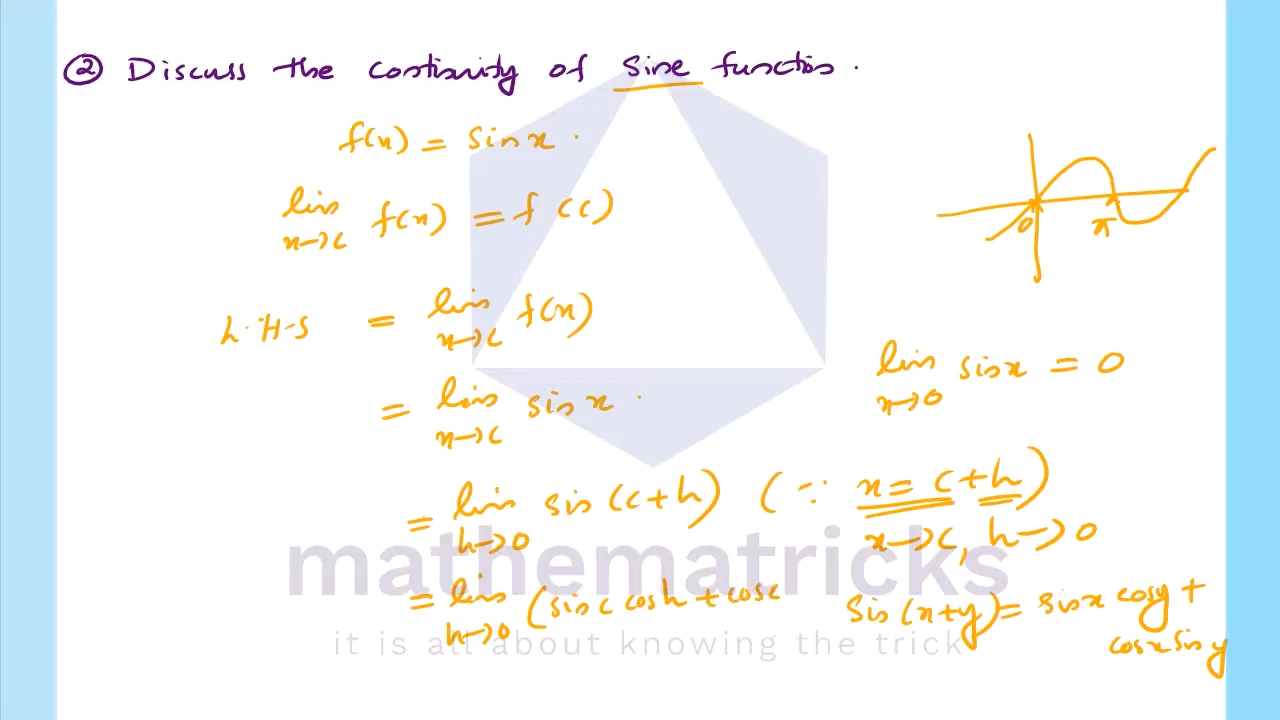 ② Discuss the continuity of sine function.
f(x) = sin x.
lim x→c f(x) = f(c)
0 π
L.H.S = lim x→c f(x)
lim x→0 sin x = 0
= lim x→c sin x.
= lim h→0 sin (c+h) (∵ x = c+h)
x→c, h→0
mathematricks
= lim h→0 (sin c cos h + cos c
sin (x+y) = sin x cos y +
cos x sin y
it is all about knowing the trick